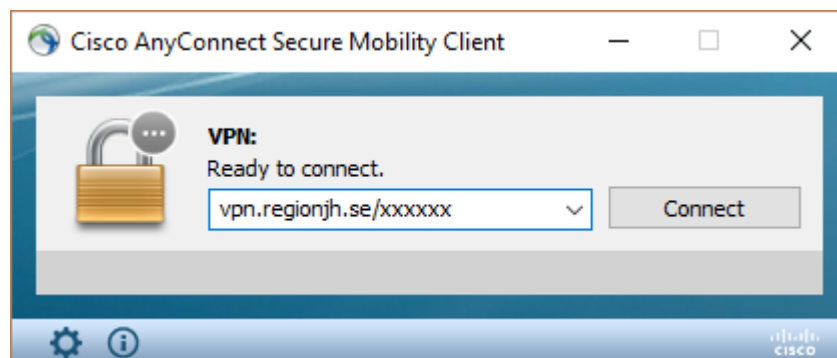 Cisco AnyConnect Secure Mobility Client
VPN:
Ready to connect.
vpn.regionjh.se/xxxxxx
Connect
CISCO